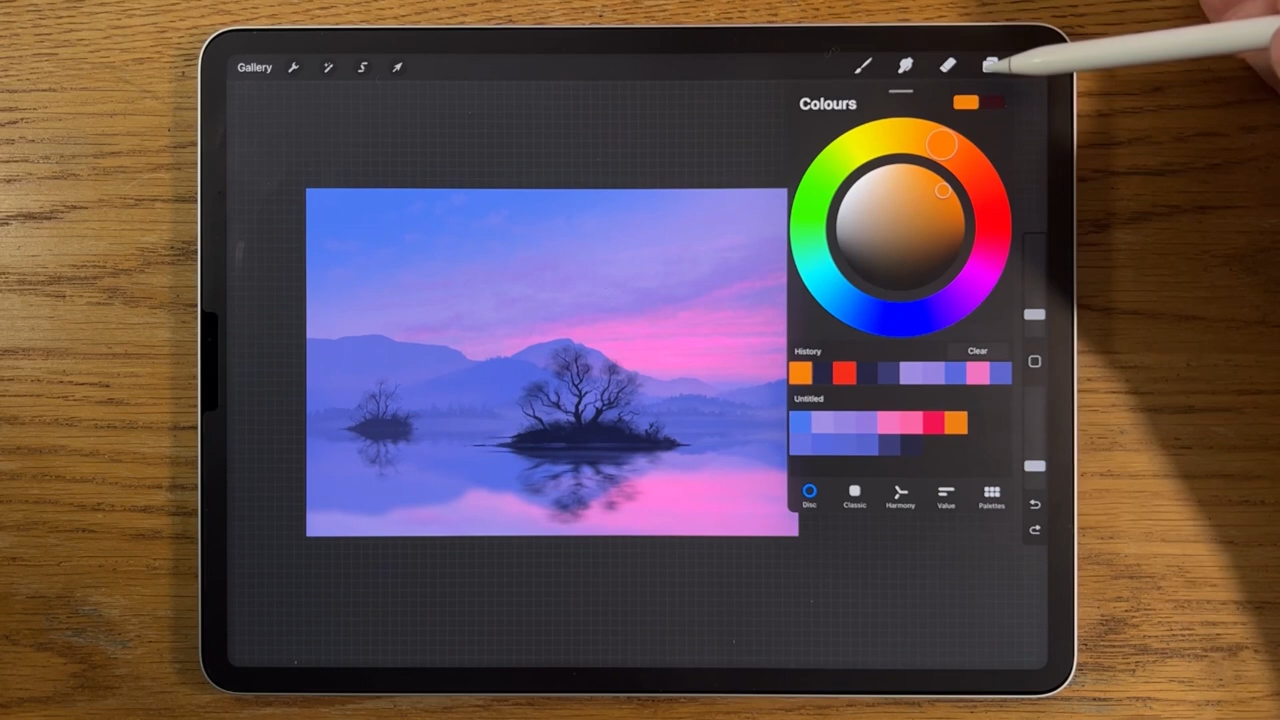 Gallery
Colours
History
Clear
Untitled
Disc
Classic
Harmony
Value
Palettes